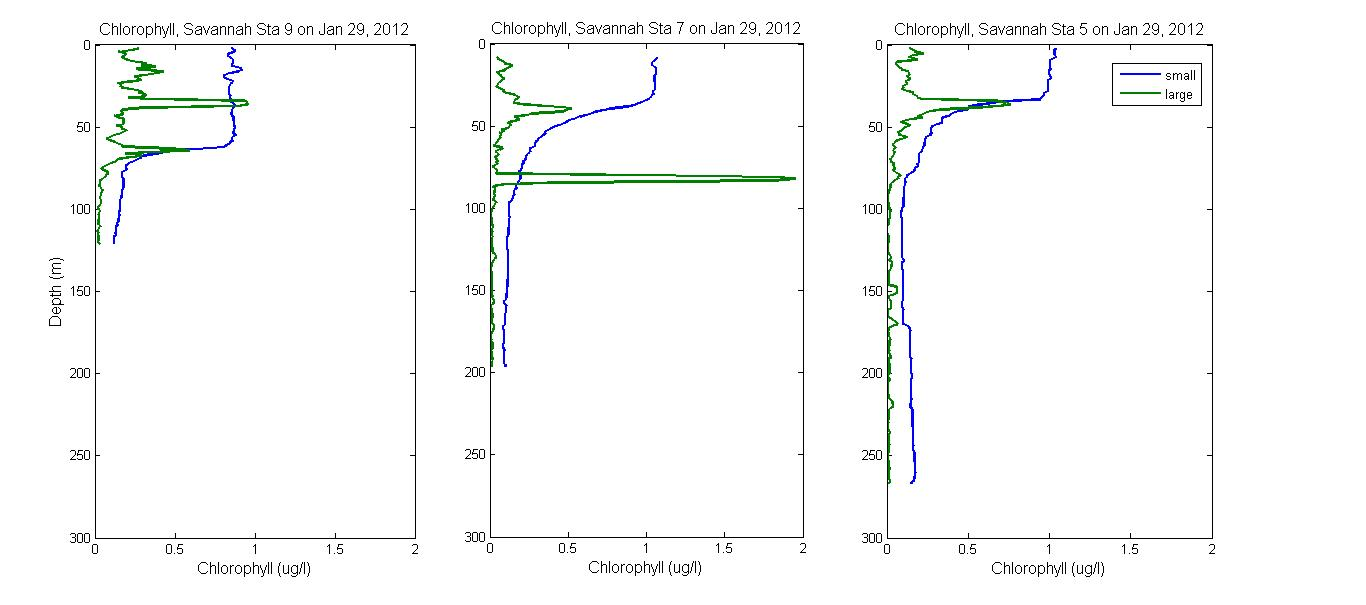 Chlorophyll, Savannah Sta 9 on Jan 29, 2012
0
50
100
150
200
250
300
Depth (m)
0 0.5 1 1.5 2
Chlorophyll (ug/l)
Chlorophyll, Savannah Sta 7 on Jan 29, 2012
0
50
100
150
200
250
300
0 0.5 1 1.5 2
Chlorophyll (ug/l)
Chlorophyll, Savannah Sta 5 on Jan 29, 2012
small
large
0
50
100
150
200
250
300
0 0.5 1 1.5 2
Chlorophyll (ug/l)